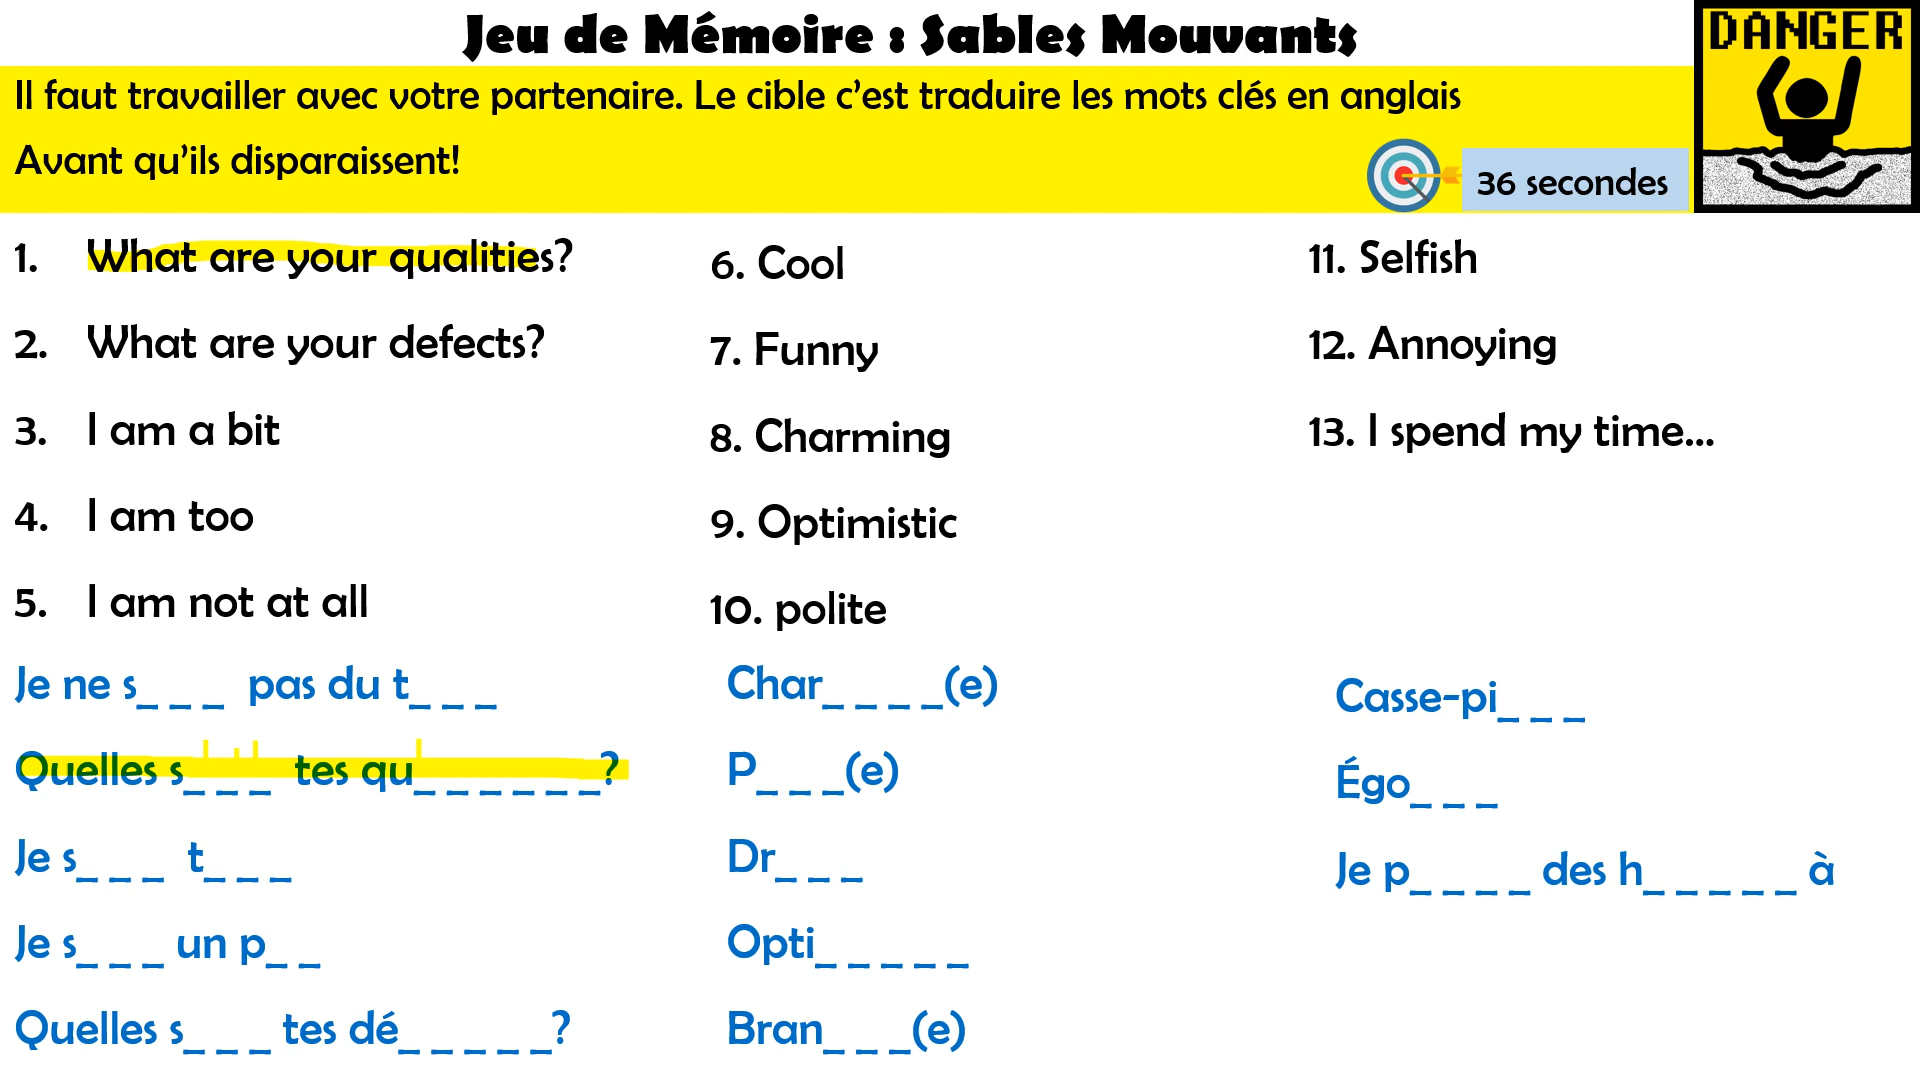 Jeu de Mémoire : Sables Mouvants
DANGER
Il faut travailler avec votre partenaire. Le cible c'est traduire les mots clés en anglais
Avant qu'ils disparaissent!
36 secondes
1. What are your qualities?
2. What are your defects?
3. I am a bit
4. I am too
5. I am not at all
6. Cool
7. Funny
8. Charming
9. Optimistic
10. polite
11. Selfish
12. Annoying
13. I spend my time...
Je ne s_ _ _ pas du t_ _ _
Quelles s_ _ _ tes qu_ _ _ _ _ _?
Je s_ _ _ t_ _ _
Je s_ _ _ un p_ _
Quelles s_ _ _ tes dé_ _ _ _ _?
Char_ _ _ _(e)
P_ _ _(e)
Dr_ _ _
Opti_ _ _ _ _
Bran_ _ _(e)
Casse-pi_ _ _
Égo_ _ _
Je p_ _ _ _ des h_ _ _ _ _ à